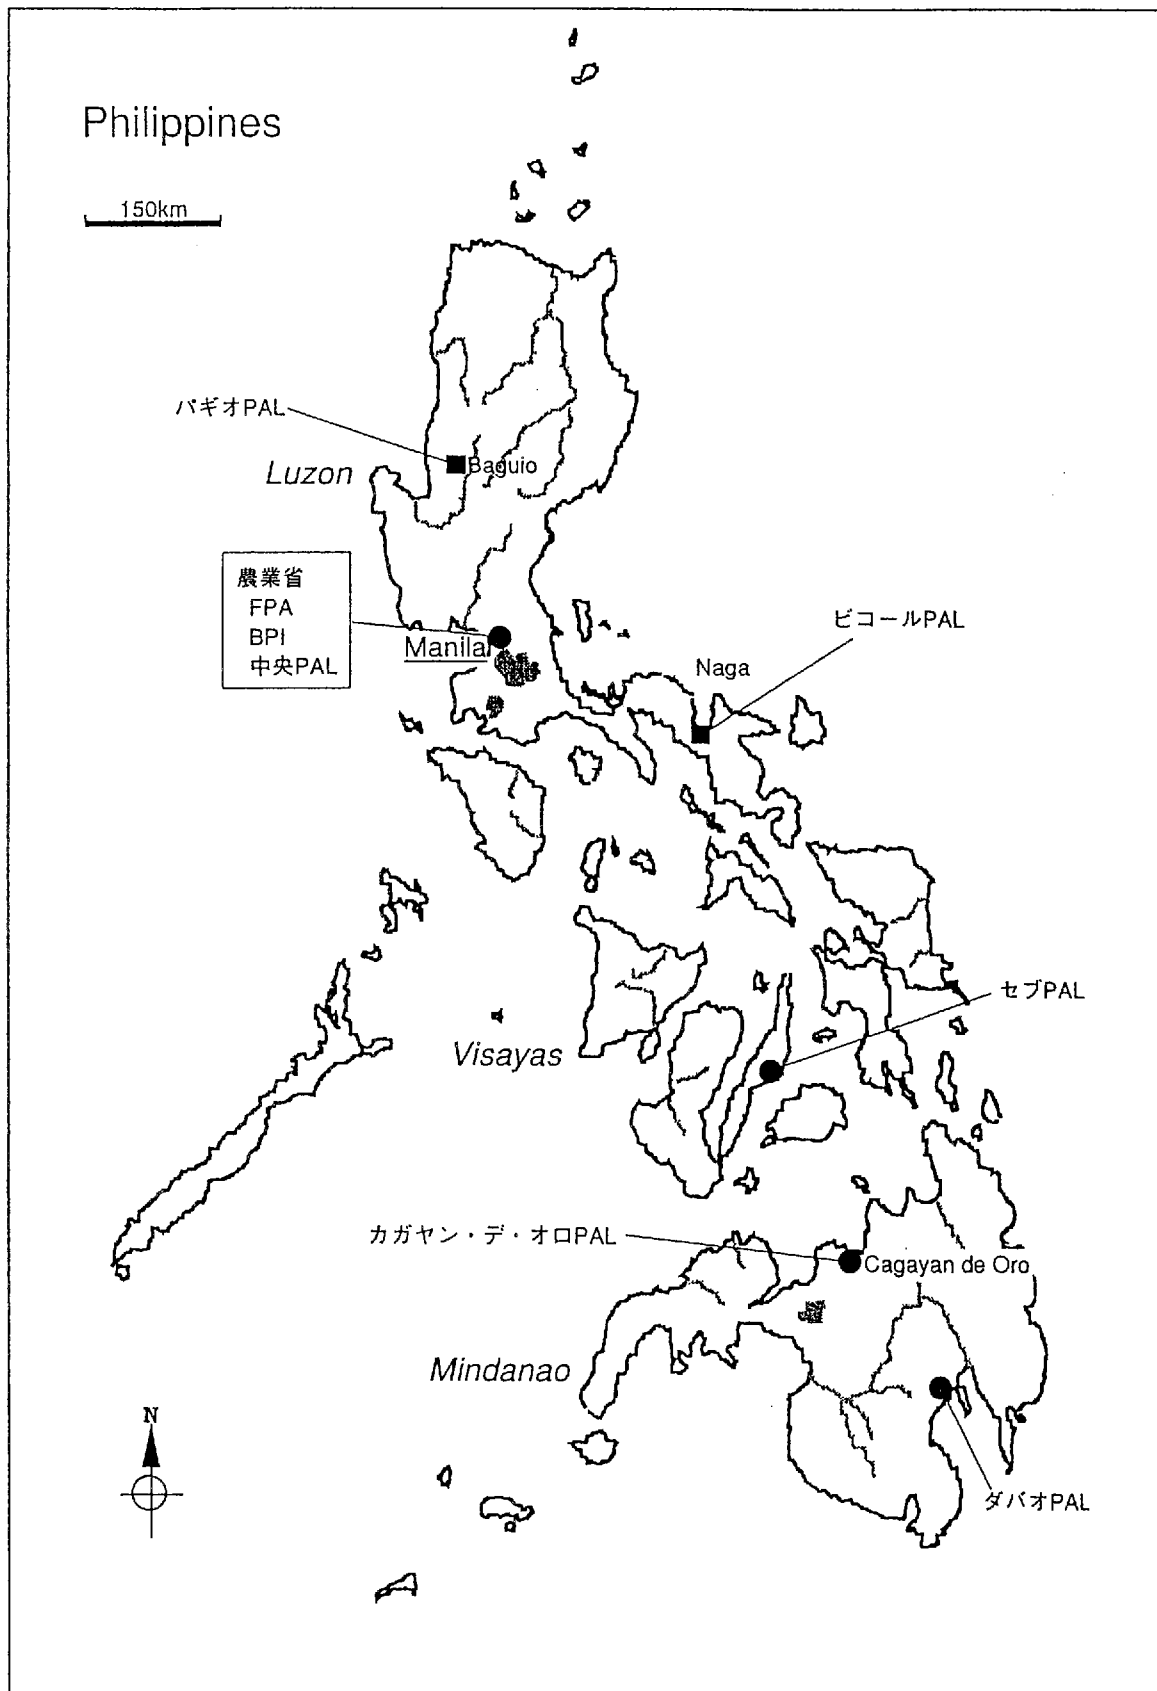 Philippines
150km
バギオPAL
Baguio
Luzon
農業省
FPA
BPI
中央PAL
Manila
ビコールPAL
Naga
セブPAL
Visayas
カガヤン・デ・オロPAL
Cagayan de Oro
Mindanao
N
ダバオPAL